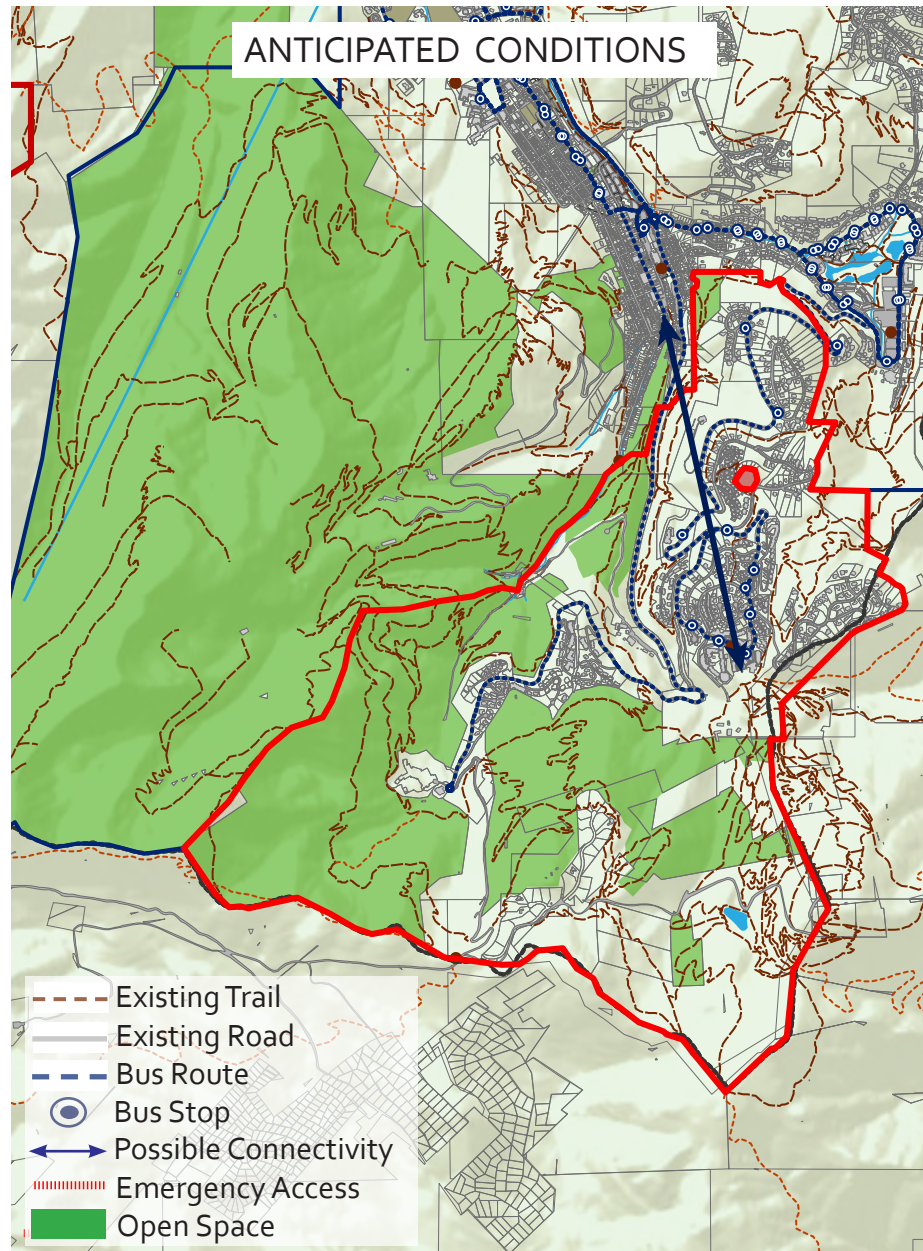 ANTICIPATED CONDITIONS
Existing Trail
Existing Road
Bus Route
Bus Stop
Possible Connectivity
Emergency Access
Open Space